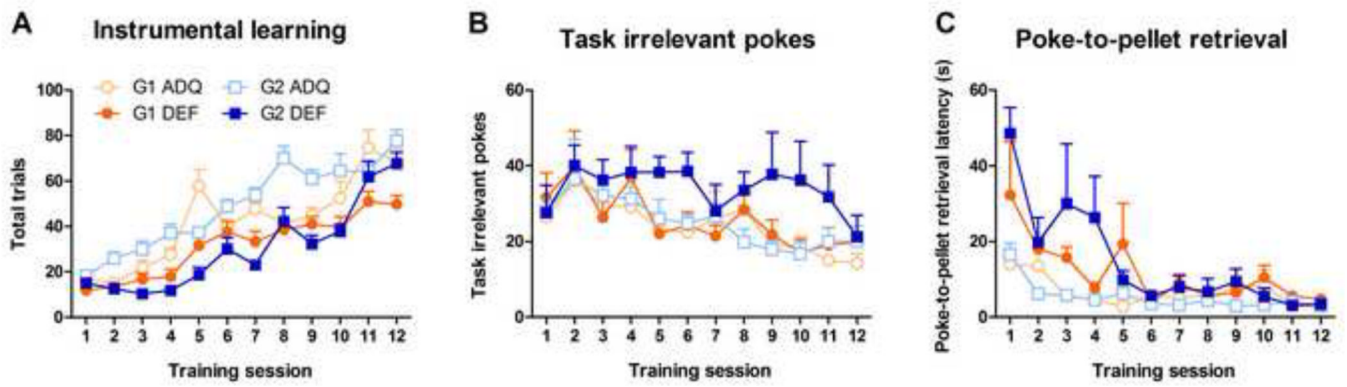 A Instrumental learning
G1 ADQ G2 ADQ
G1 DEF G2 DEF
Total trials
100
80
60
40
20
0
1 2 3 4 5 6 7 8 9 10 11 12
Training session
B Task irrelevant pokes
Task irrelevant pokes
60
40
20
0
1 2 3 4 5 6 7 8 9 10 11 12
Training session
C Poke-to-pellet retrieval
Poke-to-pellet retrieval latency (s)
60
40
20
0
1 2 3 4 5 6 7 8 9 10 11 12
Training session